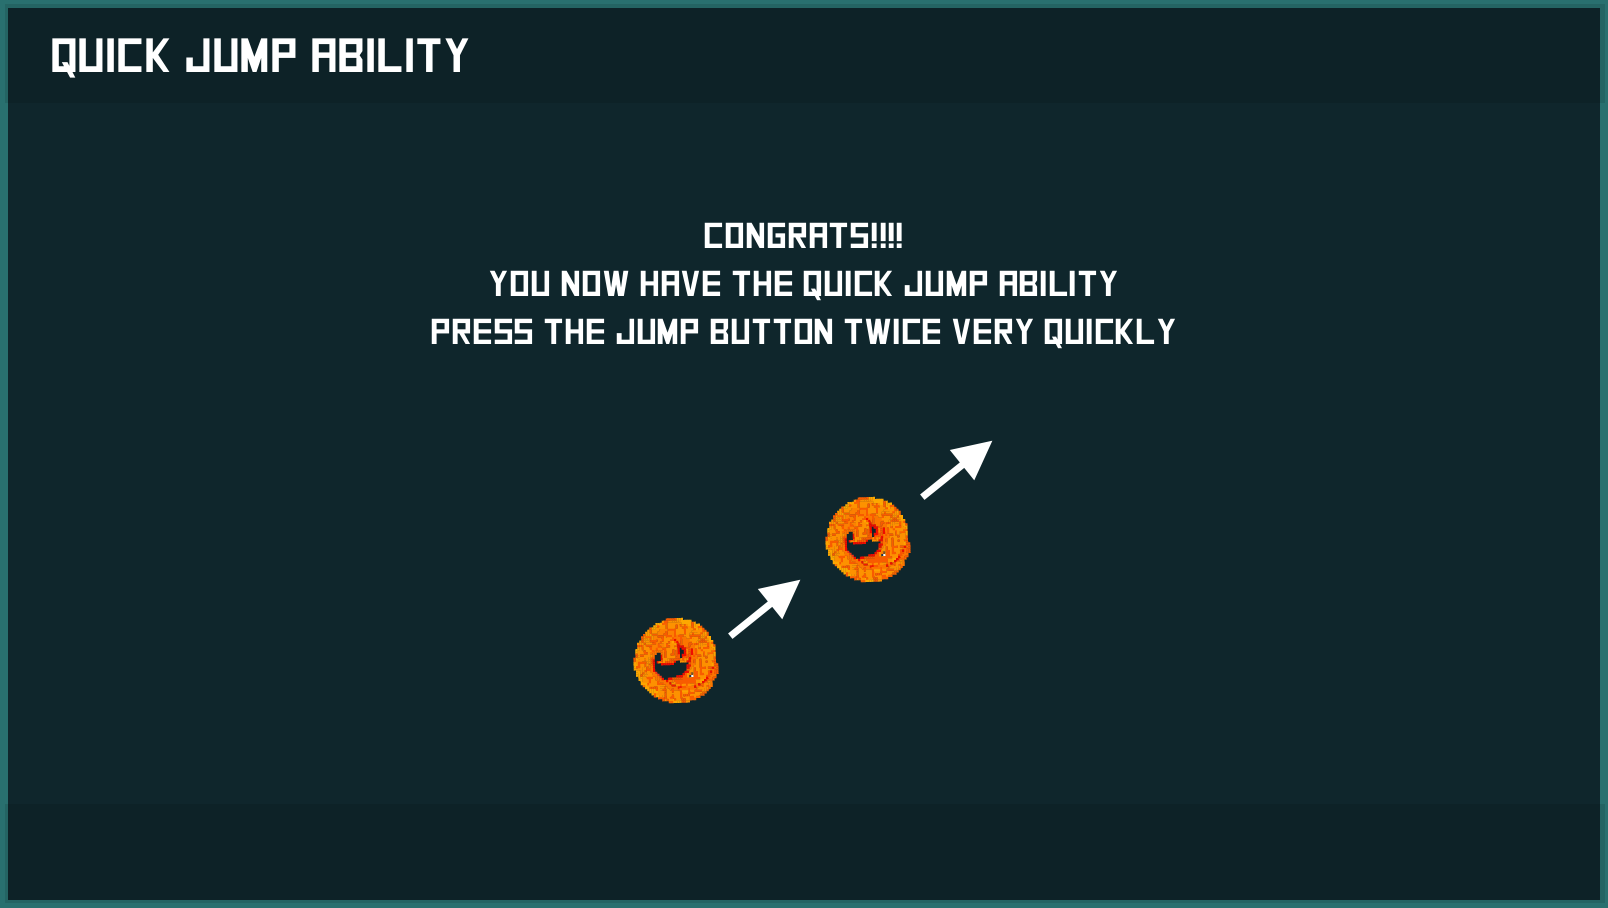 QUICK JUMP ABILITY
CONGRATS!!!!
YOU NOW HAVE THE QUICK JUMP ABILITY
PRESS THE JUMP BUTTON TWICE VERY QUICKLY